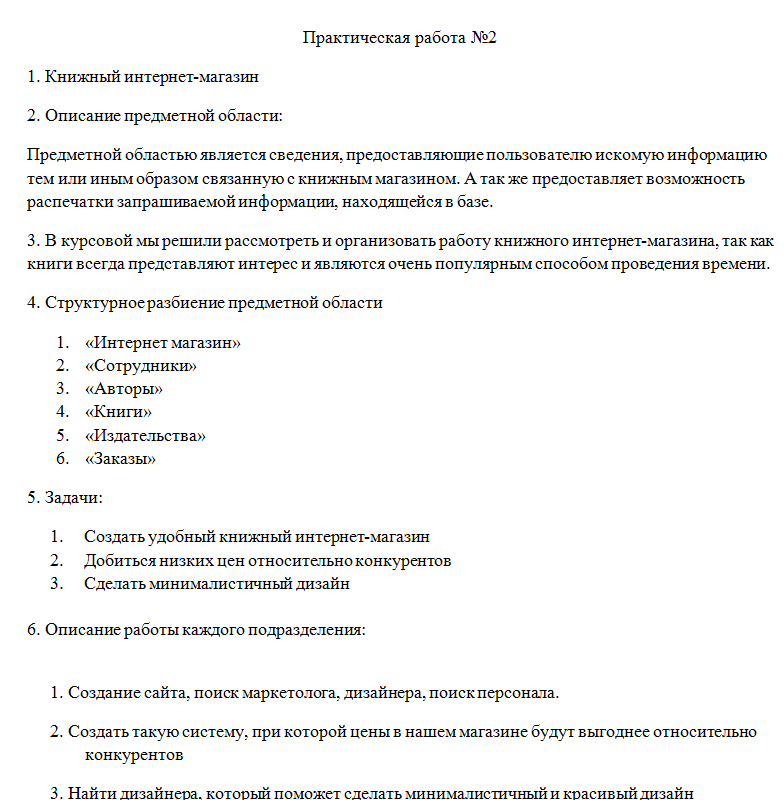 Практическая работа №2
1. Книжный интернет-магазин
2. Описание предметной области:
Предметной областью является сведения, предоставляющие пользователю искомую информацию
тем или иным образом связанную с книжным магазином. А так же предоставляет возможность
распечатки запрашиваемой информации, находящейся в базе.
3. В курсовой мы решили рассмотреть и организовать работу книжного интернет-магазина, так как
книги всегда представляют интерес и являются очень популярным способом проведения времени.
4. Структурное разбиение предметной области
1. «Интернет магазин»
2. «Сотрудники»
3. «Авторы»
4. «Книги»
5. «Издательства»
6. «Заказы»
5. Задачи:
1. Создать удобный книжный интернет-магазин
2. Добиться низких цен относительно конкурентов
3. Сделать минималистичный дизайн
6. Описание работы каждого подразделения:
1. Создание сайта, поиск маркетолога, дизайнера, поиск персонала.
2. Создать такую систему, при которой цены в нашем магазине будут выгоднее относительно
конкурентов
3. Найти дизайнера, который поможет сделать минималистичный и красивый дизайн